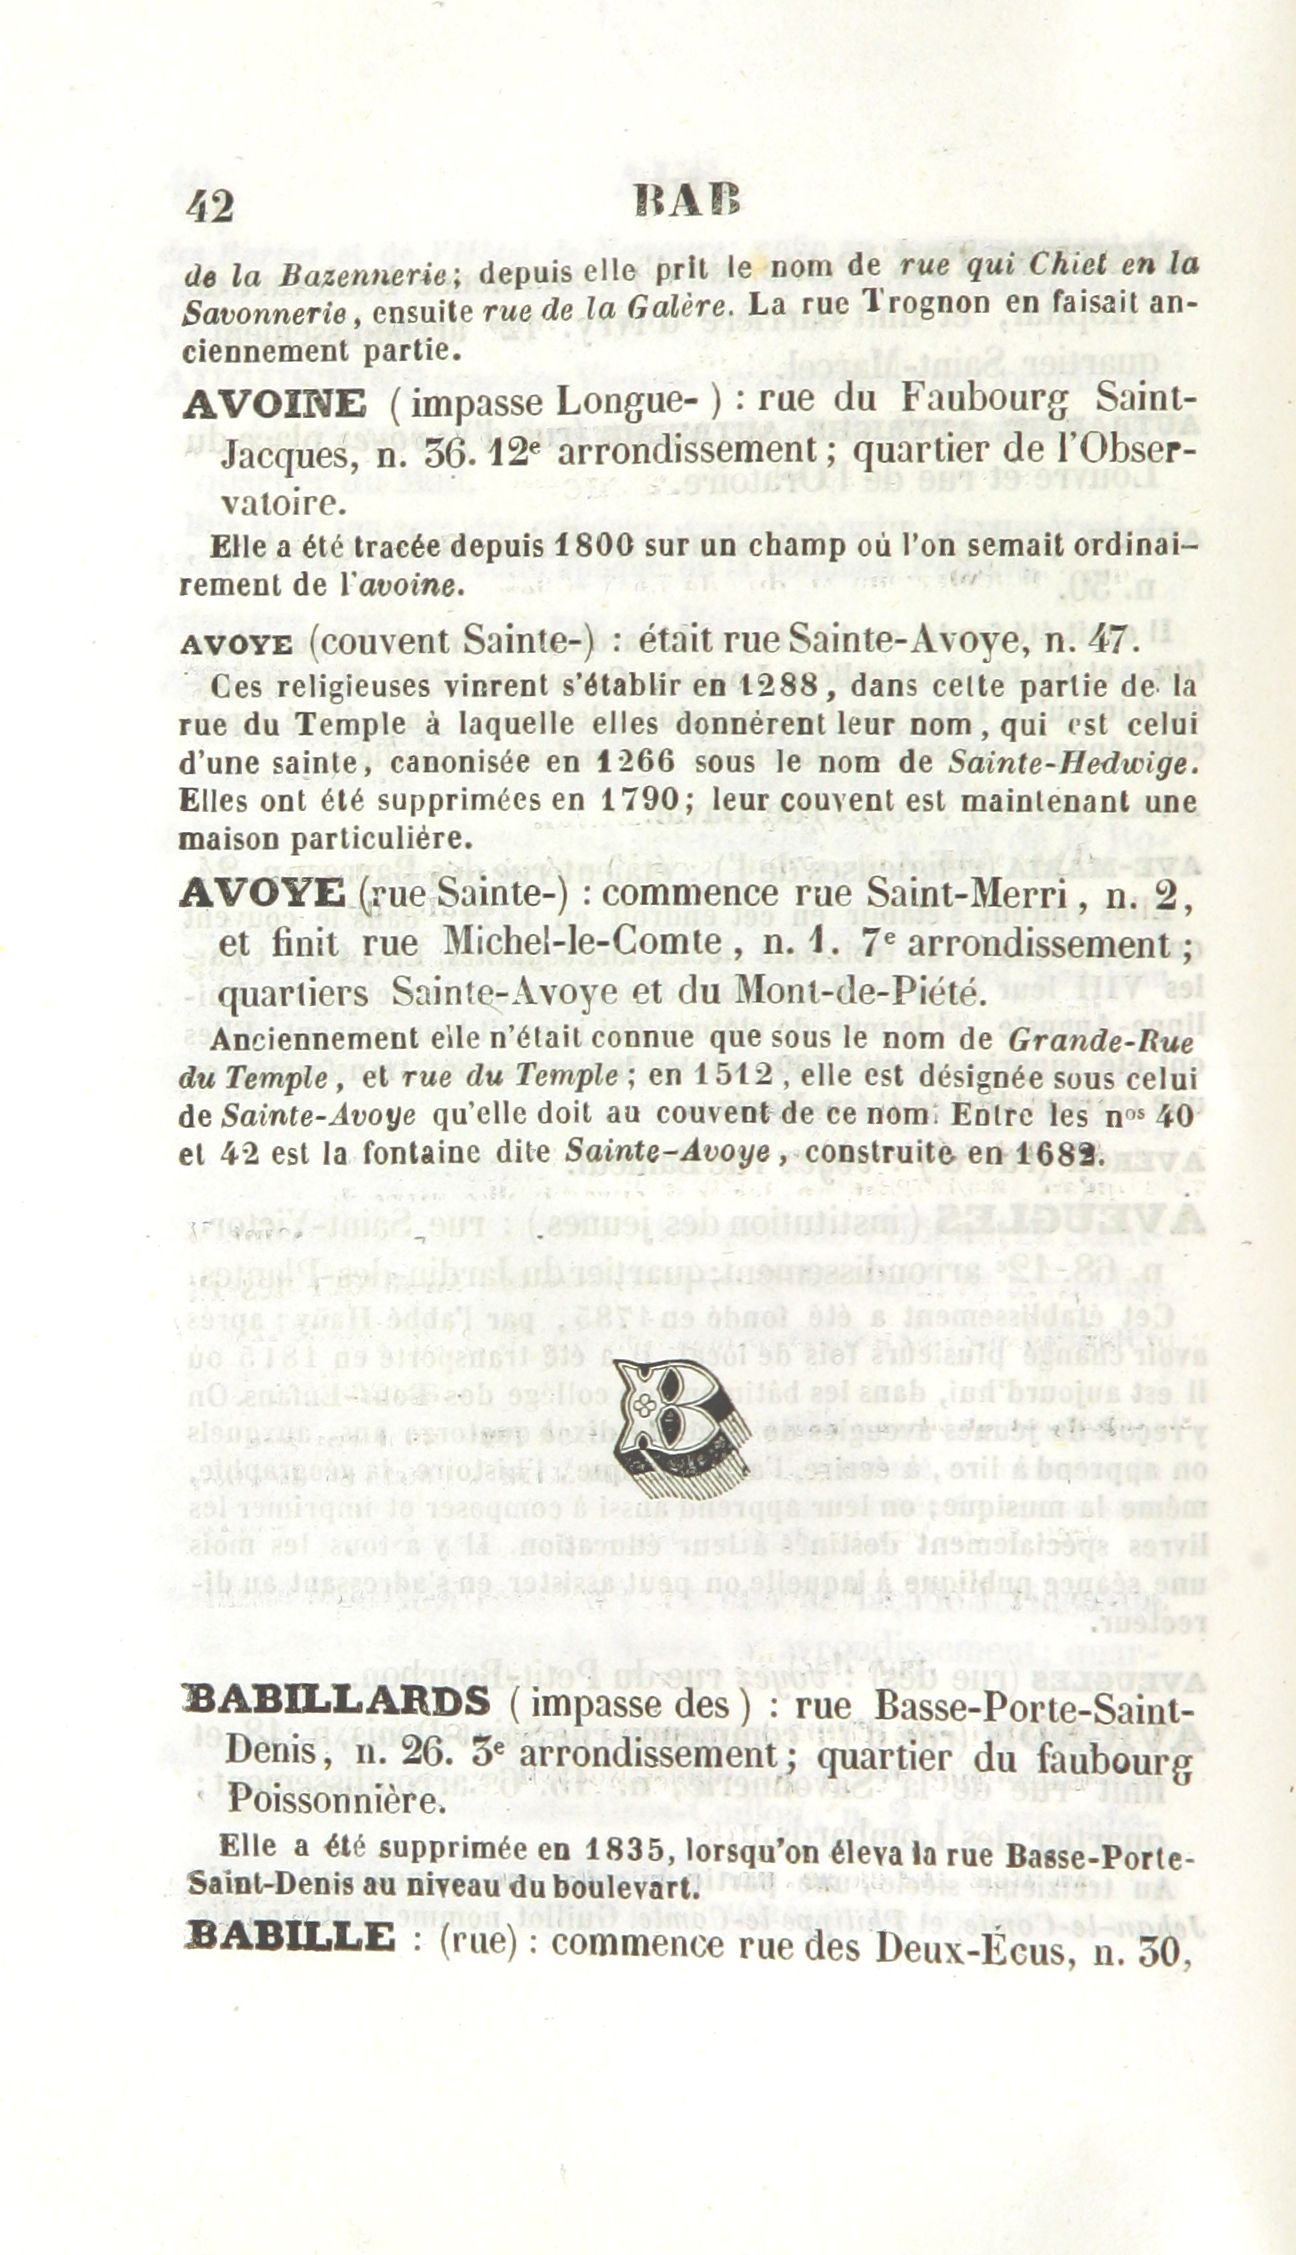 42 BAB
de la Bazennerie; depuis elle prit le nom de rue qui Chiet en la
Savonnerie, ensuite rue de la Galère. La rue Trognon en faisait an-
ciennement partie.
AVOINE (impasse Longue-) : rue du Faubourg Saint-
Jacques, n. 36. 12e arrondissement; quartier de l'Obser-
vatoire.
Elle a été tracée depuis 1800 sur un champ où l'on semait ordinai-
rement de l'avoine.
AVOYE (couvent Sainte-) : était rue Sainte-Avoye, n. 47.
Ces religieuses vinrent s'établir en 1288, dans cette partie de la
rue du Temple à laquelle elles donnèrent leur nom, qui est celui
d'une sainte, canonisée en 1266 sous le nom de Sainte-Hedwige.
Elles ont été supprimées en 1790; leur couvent est maintenant une
maison particulière.
AVOYE (rue Sainte-) : commence rue Saint-Merri, n. 2,
et finit rue Michel-le-Comte, n. 1. 7e arrondissement;
quartiers Sainte-Avoye et du Mont-de-Piété.
Anciennement elle n'était connue que sous le nom de Grande-Rue
du Temple, et rue du Temple; en 1512, elle est désignée sous celui
de Sainte-Avoye qu'elle doit au couvent de ce nom. Entre les nos 40
et 42 est la fontaine dite Sainte-Avoye, construite en 1682.
B
BABILLARDS (impasse des) : rue Basse-Porte-Saint-
Denis, n. 26. 3e arrondissement; quartier du faubourg
Poissonnière.
Elle a été supprimée en 1835, lorsqu'on éleva la rue Basse-Porte-
Saint-Denis au niveau du boulevart.
BABILLE : (rue) : commence rue des Deux-Écus, n. 30,